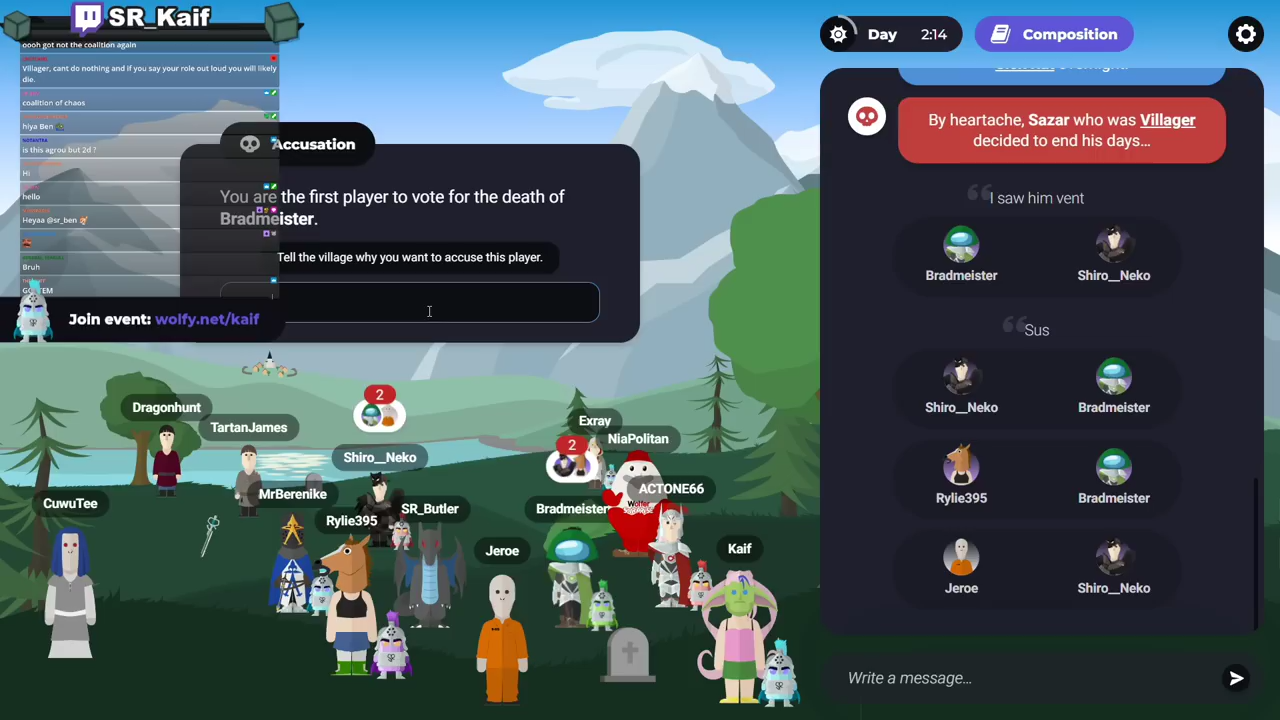 SR_Kaif
oooh got not the coalition again
Villager, cant do nothing and if you say your role out loud you will likely
die.
coalition of chaos
hiya Ben
is this agrou but 2d ?
Hi
hello
Heyaa @sr_ben
Bruh
Accusation
You are the first player to vote for the death of
Bradmeister.
Tell the village why you want to accuse this player.
Join event: wolfy.net/kaif
Day 2:14
Composition
By heartache, Sazar who was Villager
decided to end his days...
I saw him vent
Bradmeister
Shiro__Neko
Sus
Shiro__Neko
Bradmeister
Rylie395
Bradmeister
Jeroe
Shiro__Neko
Write a message...
2
Dragonhunt
TartanJames
Exray
2
NiaPolitan
Shiro__Neko
CuwuTee
MrBerenike
ACTONE66
Rylie395
SR_Butler
Bradmeister
Jeroe
Kaif